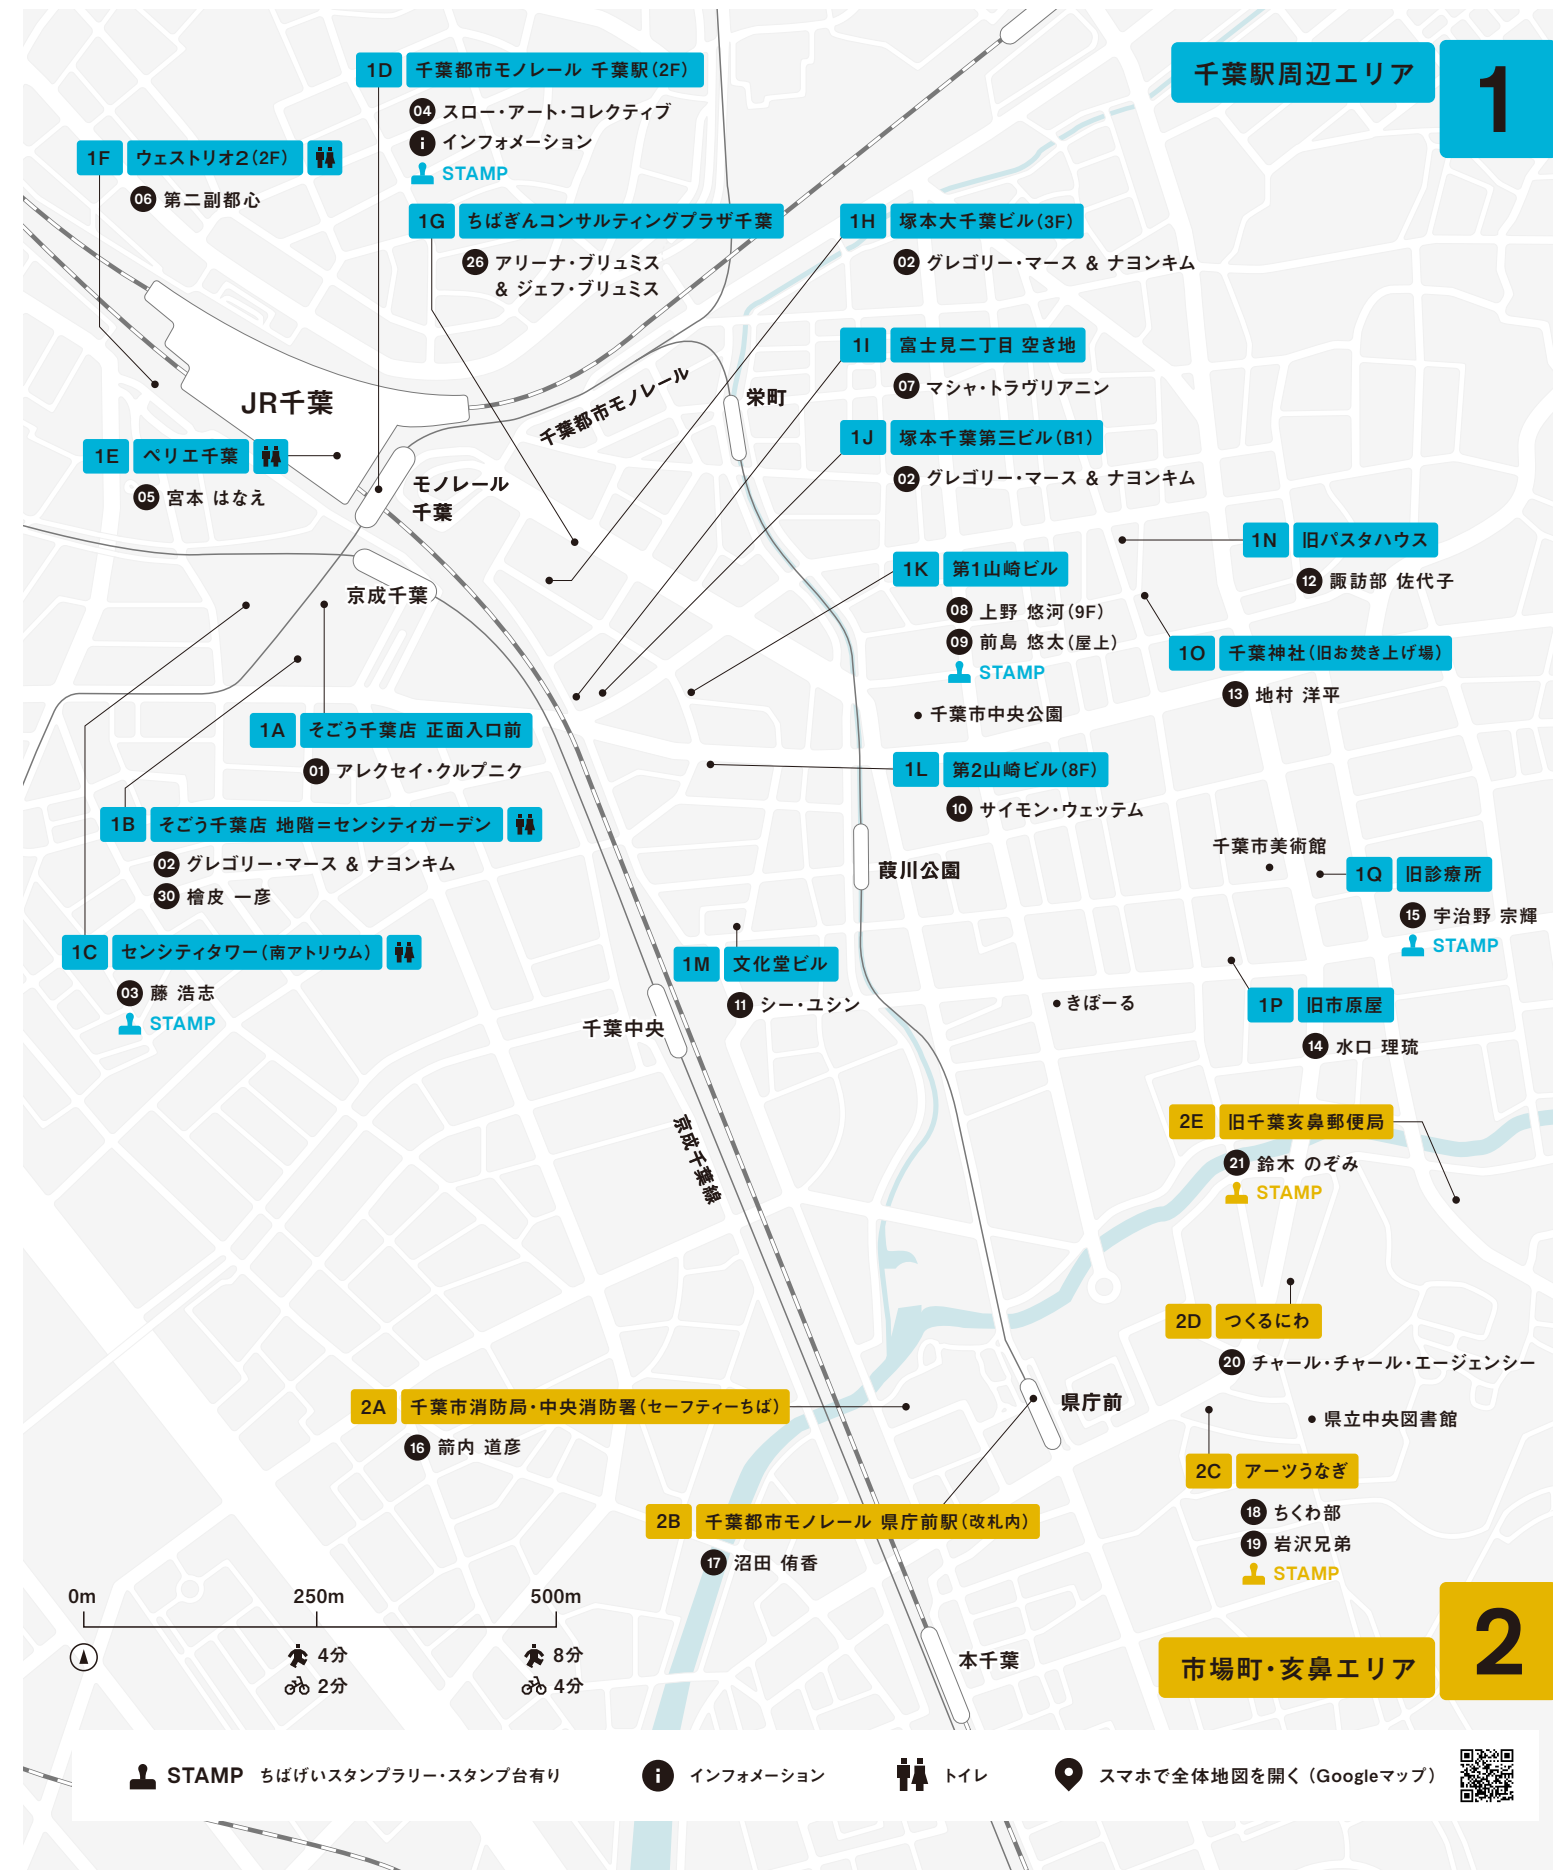 千葉駅周辺エリア 1
1D 千葉都市モノレール 千葉駅(2F)
04 スロー・アート・コレクティブ
i インフォメーション
STAMP
1F ウェストリオ2(2F)
06 第二副都心
1G ちばぎんコンサルティングプラザ千葉
26 アリーナ・ブリュミス
& ジェフ・ブリュミス
1H 塚本大千葉ビル(3F)
02 グレゴリー・マース & ナヨンキム
1I 富士見二丁目 空き地
07 マシャ・トラヴリアニン
1J 塚本千葉第三ビル(B1)
02 グレゴリー・マース & ナヨンキム
JR千葉
千葉都市モノレール
栄町
1E ペリエ千葉
05 宮本 はなえ
モノレール
千葉
京成千葉
1K 第1山崎ビル
08 上野 悠河(9F)
09 前島 悠太(屋上)
STAMP
1N 旧パスタハウス
12 諏訪部 佐代子
1O 千葉神社(旧お焚き上げ場)
13 地村 洋平
千葉市中央公園
1A そごう千葉店 正面入口前
01 アレクセイ・クルプニク
1L 第2山崎ビル(8F)
10 サイモン・ウェッテム
1B そごう千葉店 地階=センシティガーデン
02 グレゴリー・マース & ナヨンキム
30 檜皮 一彦
葭川公園
千葉市美術館
1Q 旧診療所
15 宇治野 宗輝
STAMP
1C センシティタワー(南アトリウム)
03 藤 浩志
STAMP
1M 文化堂ビル
11 シー・ユシン
千葉中央
きぼーる
1P 旧市原屋
14 水口 理琉
京成千葉線
2E 旧千葉亥鼻郵便局
21 鈴木 のぞみ
STAMP
2D つくるにわ
20 チャール・チャール・エージェンシー
2A 千葉市消防局・中央消防署(セーフティーちば)
16 箭内 道彦
県庁前
県立中央図書館
2C アーツうなぎ
18 ちくわ部
19 岩沢兄弟
STAMP
2B 千葉都市モノレール 県庁前駅(改札内)
17 沼田 侑香
0m 250m 500m
4分 8分
2分 4分
本千葉
市場町・亥鼻エリア 2
STAMP ちばげいスタンプラリー・スタンプ台有り
i インフォメーション
トイレ
スマホで全体地図を開く(Googleマップ)